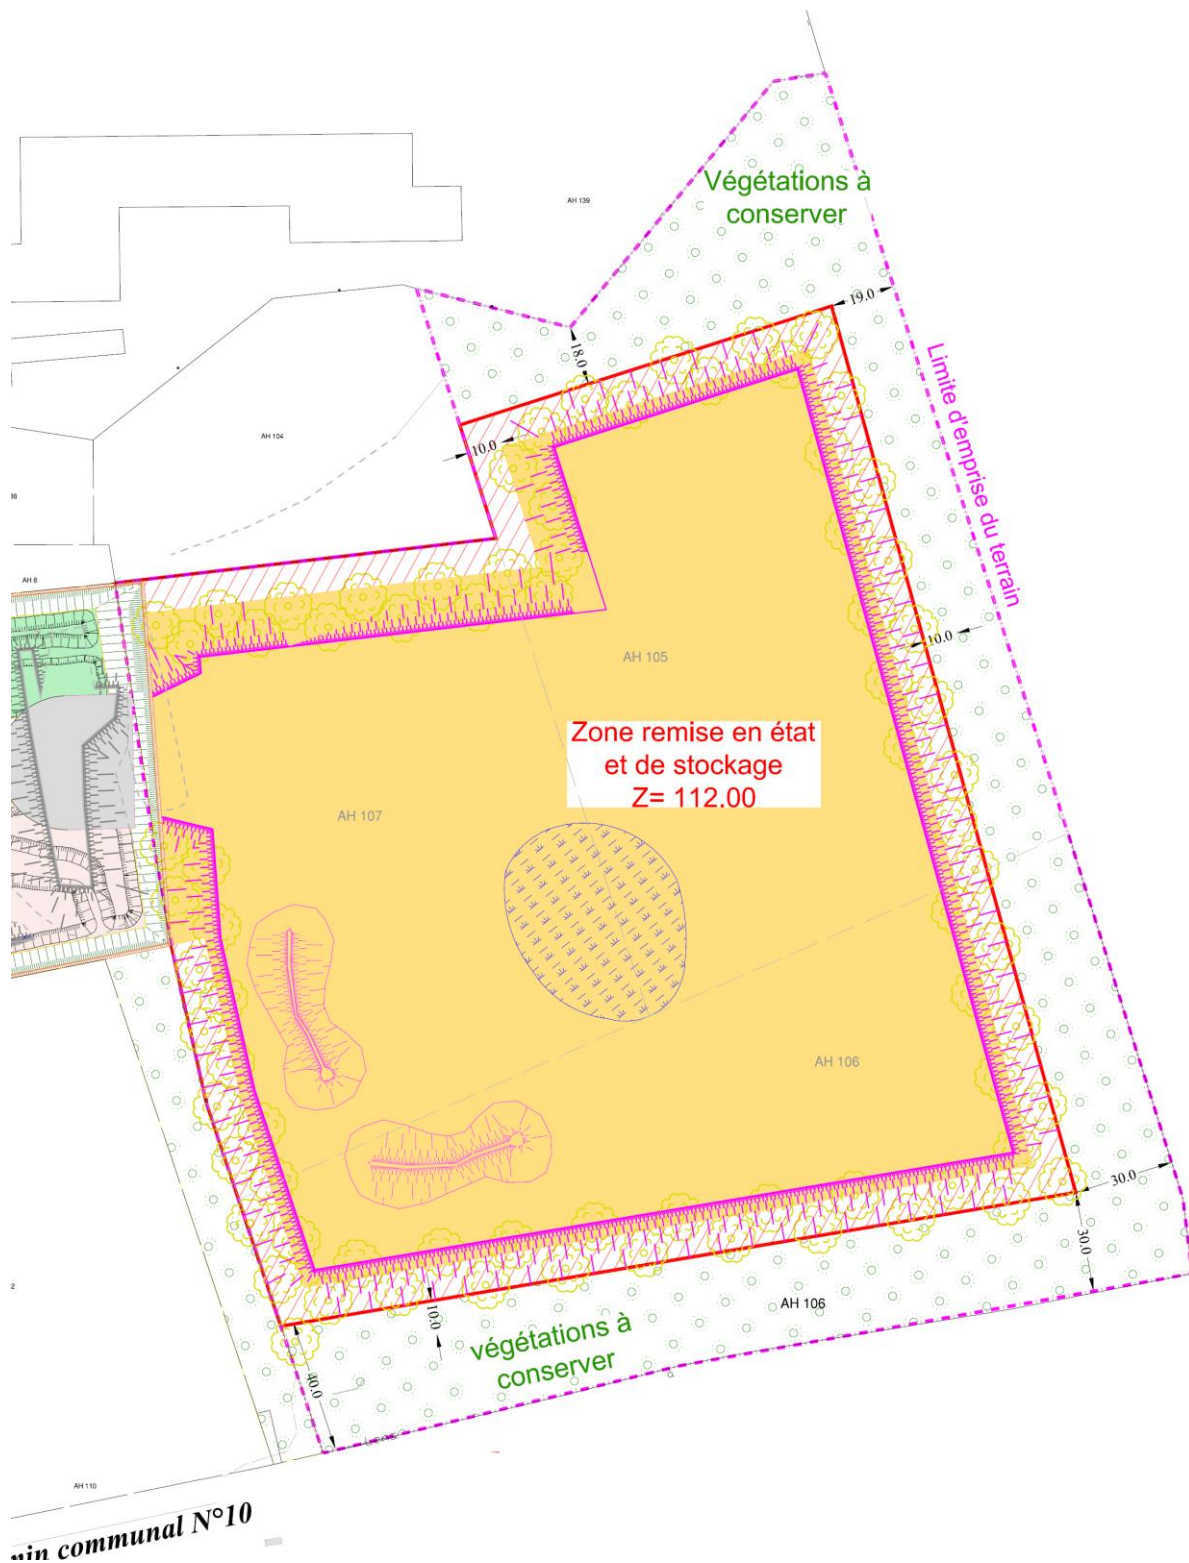 Végétations à
conserver
AH 139
19.0
18.0
Limite d'emprise du terrain
AH 104
10.0
AH 6
AH 105
10.0
Zone remise en état
et de stockage
Z= 112.00
AH 107
AH 106
30.0
30.0
AH 106
10.0
végétations à
conserver
40.0
AH 110
communal N°10